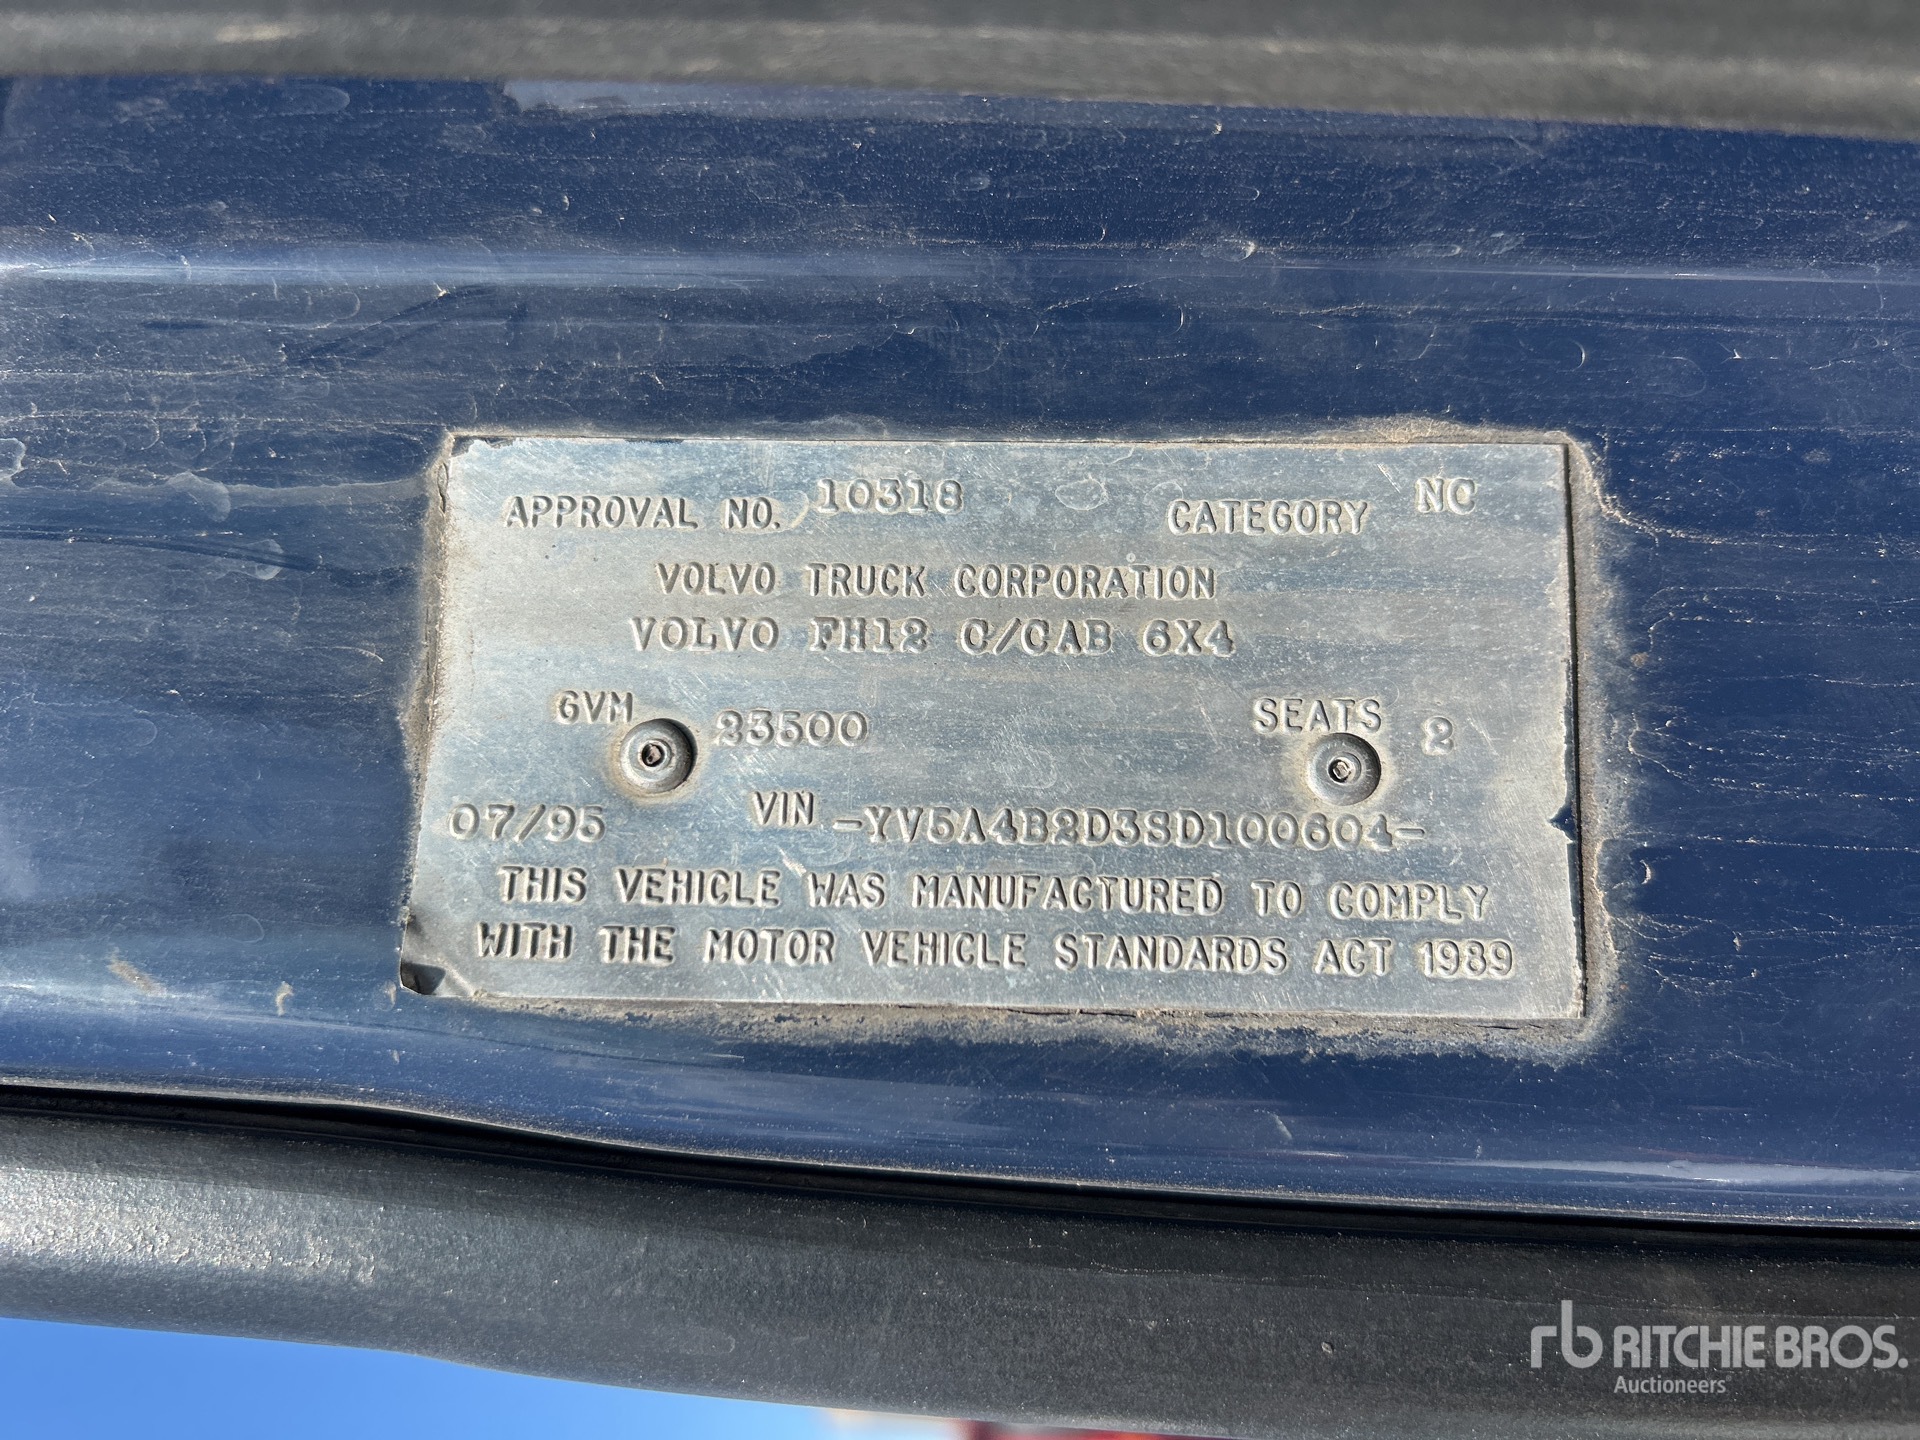 APPROVAL NO. 10318 CATEGORY NC
VOLVO TRUCK CORPORATION
VOLVO FH12 C/CAB 6X4
GVM 23500 SEATS 2
07/95 VIN -YV5A4B2D3SD100604-
THIS VEHICLE WAS MANUFACTURED TO COMPLY
WITH THE MOTOR VEHICLE STANDARDS ACT 1989
rb RITCHIE BROS.
Auctioneers